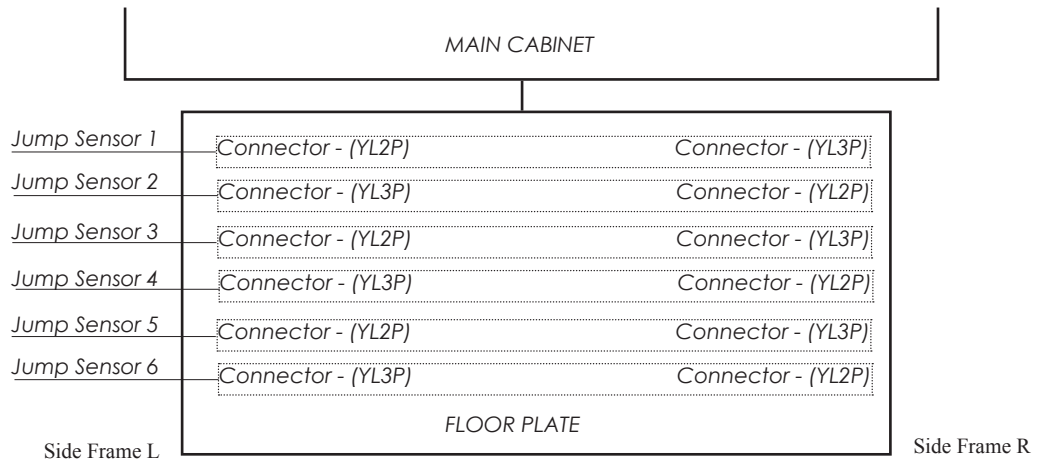 MAIN CABINET
Jump Sensor 1
Connector - (YL2P) Connector - (YL3P)
Jump Sensor 2
Connector - (YL3P) Connector - (YL2P)
Jump Sensor 3
Connector - (YL2P) Connector - (YL3P)
Jump Sensor 4
Connector - (YL3P) Connector - (YL2P)
Jump Sensor 5
Connector - (YL2P) Connector - (YL3P)
Jump Sensor 6
Connector - (YL3P) Connector - (YL2P)
FLOOR PLATE
Side Frame L Side Frame R